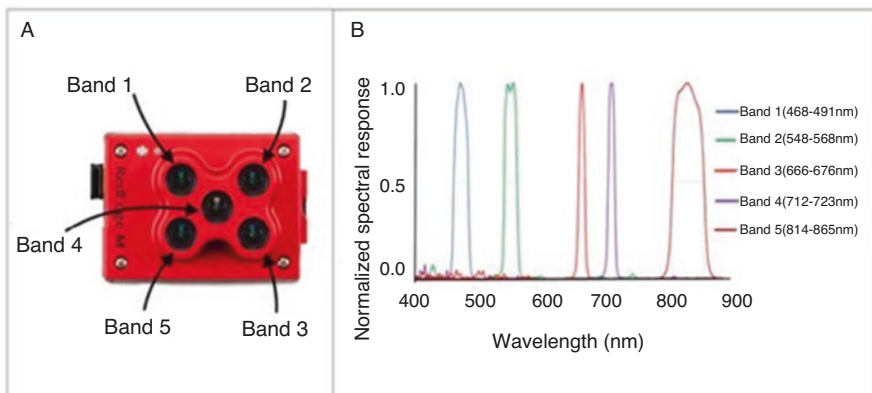 A
Band 1
Band 2
Band 4
Band 5
Band 3
RedEdge M
B
Normalized spectral response
1.0
0.5
0.0
400 500 600 700 800 900
Wavelength (nm)
Band 1(468-491nm)
Band 2(548-568nm)
Band 3(666-676nm)
Band 4(712-723nm)
Band 5(814-865nm)